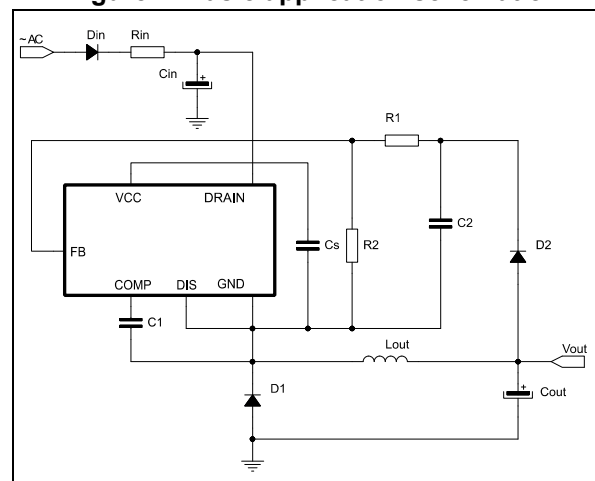 ~AC
Din
Rin
Cin
R1
VCC
DRAIN
FB
Cs
R2
C2
D2
COMP
DIS
GND
C1
Lout
Vout
D1
Cout